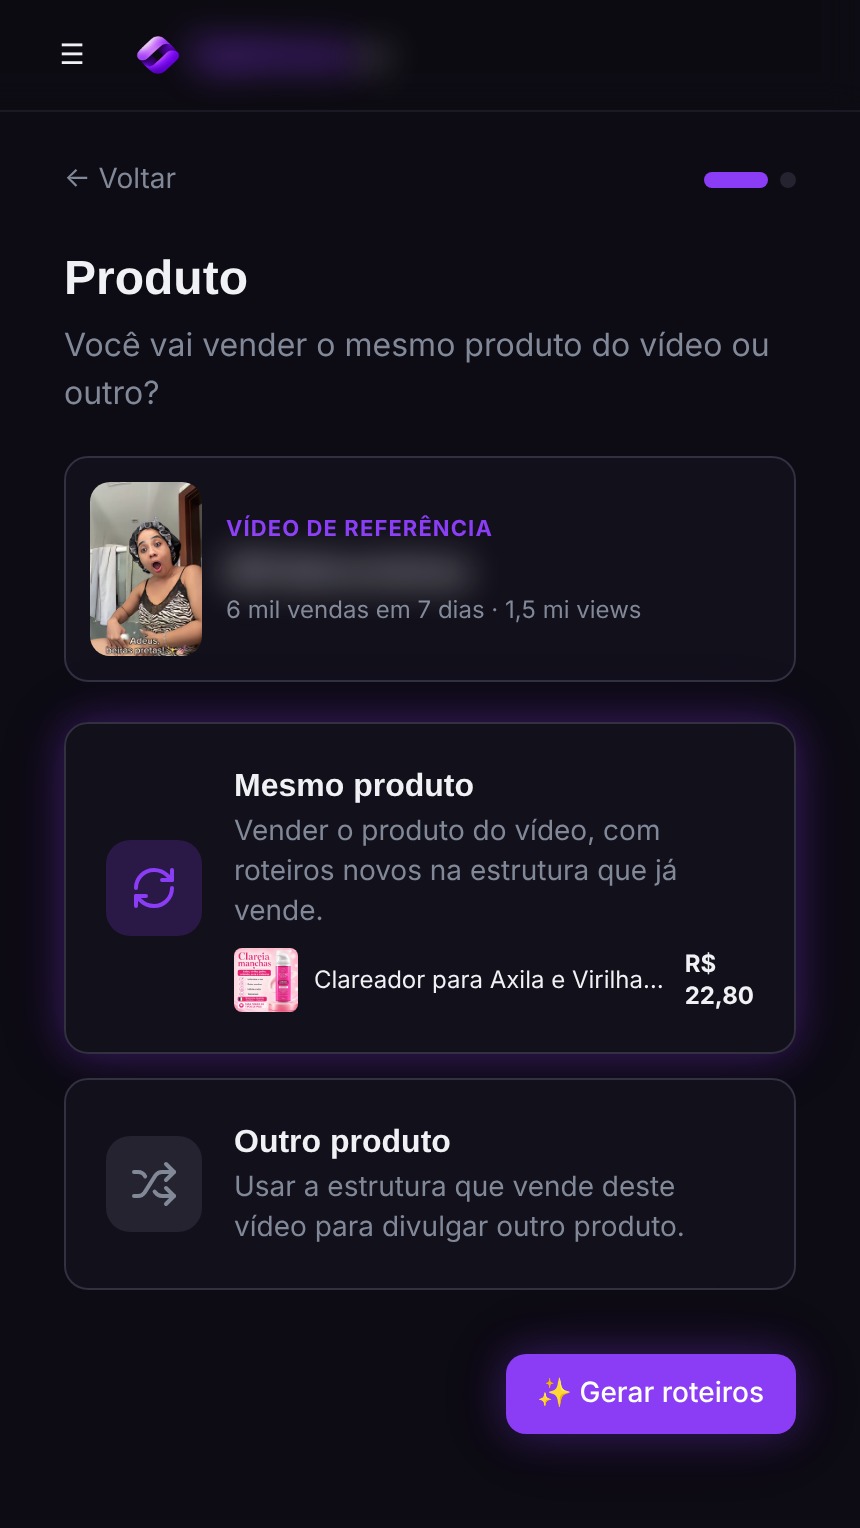 ☰
← Voltar
Produto
Você vai vender o mesmo produto do vídeo ou
outro?
VÍDEO DE REFERÊNCIA
6 mil vendas em 7 dias · 1,5 mi views
Adeus,
Mesmo produto
Vender o produto do vídeo, com
roteiros novos na estrutura que já
vende.
Clareia
manchas
Clareador para Axila e Virilha...
R$
22,80
Outro produto
Usar a estrutura que vende deste
vídeo para divulgar outro produto.
✨ Gerar roteiros